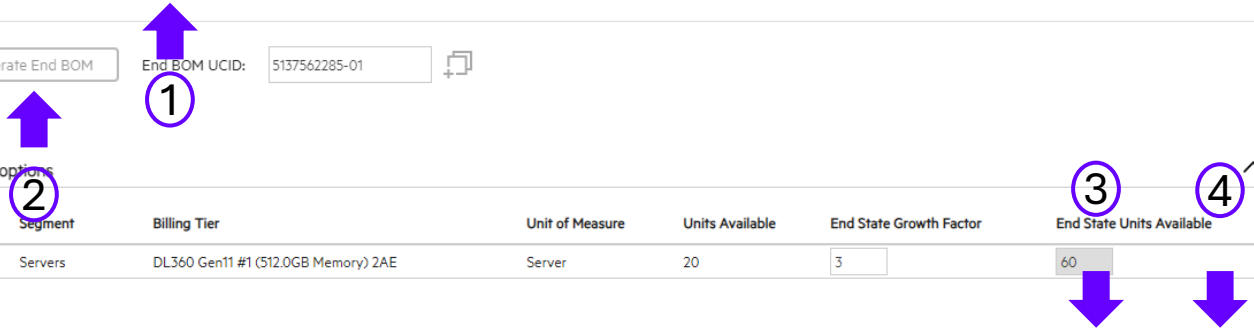 rate End BOM End BOM UCID: 5137562285-01
1
options
2 3 4
Segment Billing Tier Unit of Measure Units Available End State Growth Factor End State Units Available
Servers DL360 Gen11 #1 (512.0GB Memory) 2AE Server 20 3 60